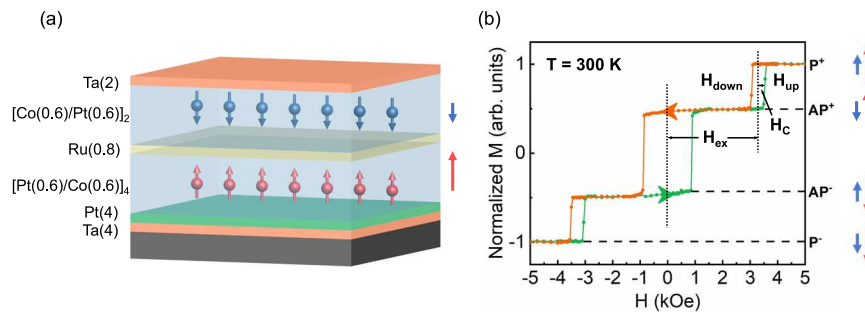 (a)
Ta(2)
[Co(0.6)/Pt(0.6)]2
Ru(0.8)
[Pt(0.6)/Co(0.6)]4
Pt(4)
Ta(4)
(b)
Normalized M (arb. units)
1
0
-1
T = 300 K
Hdown
Hup
HC
Hex
P+
AP+
AP-
P-
-5 -4 -3 -2 -1 0 1 2 3 4 5
H (kOe)